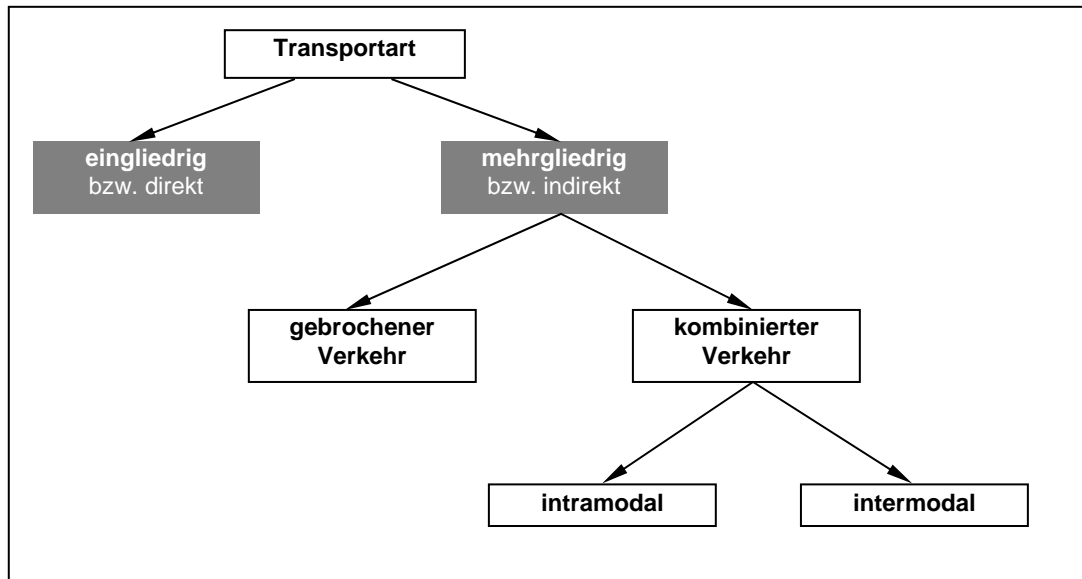 Transportart
eingliedrig
bzw. direkt
mehrgliedrig
bzw. indirekt
gebrochener
Verkehr
kombinierter
Verkehr
intramodal
intermodal